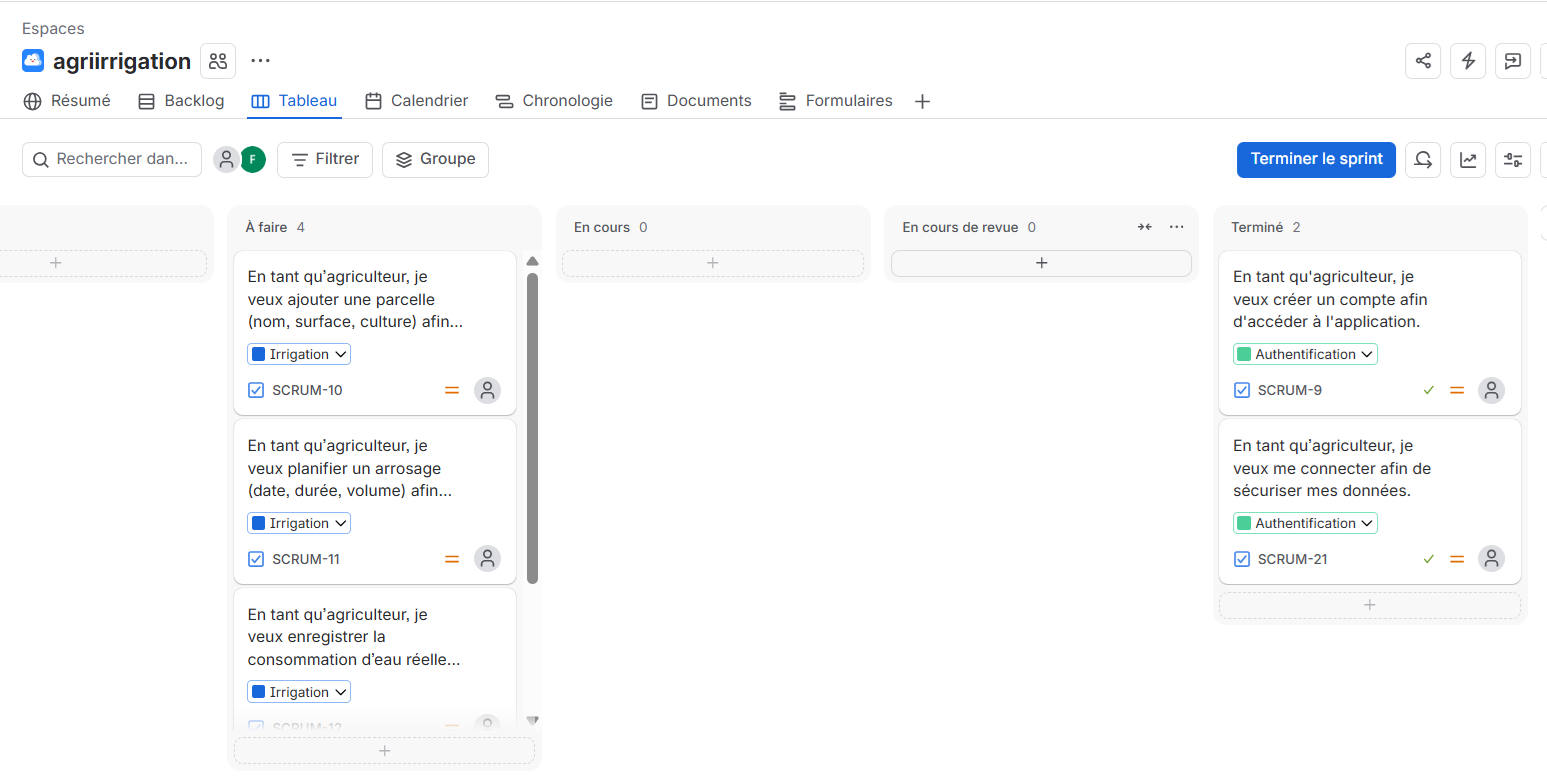 Espaces
agriirrigation
Résumé Backlog Tableau Calendrier Chronologie Documents Formulaires
Rechercher dan... F Filtrer Groupe Terminer le sprint
À faire 4
En tant qu’agriculteur, je
veux ajouter une parcelle
(nom, surface, culture) afin...
Irrigation
SCRUM-10
En tant qu’agriculteur, je
veux planifier un arrosage
(date, durée, volume) afin...
Irrigation
SCRUM-11
En tant qu’agriculteur, je
veux enregistrer la
consommation d’eau réelle...
Irrigation
SCRUM-12
En cours 0
En cours de revue 0
Terminé 2
En tant qu'agriculteur, je
veux créer un compte afin
d'accéder à l'application.
Authentification
SCRUM-9
En tant qu’agriculteur, je
veux me connecter afin de
sécuriser mes données.
Authentification
SCRUM-21